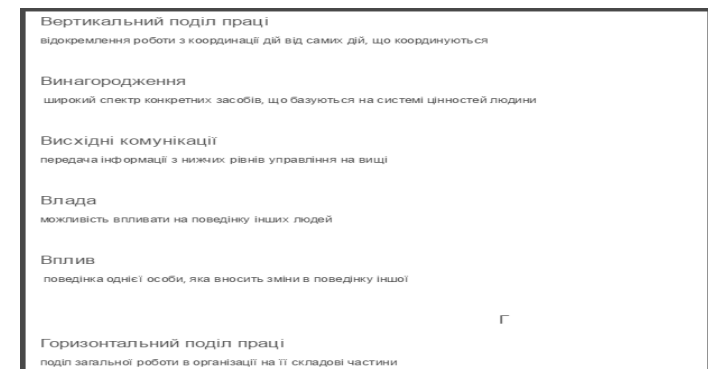 Вертикальний поділ праці
відокремлення роботи з координації дій від самих дій, що координуються
Винагородження
широкий спектр конкретних засобів, що базуються на системі цінностей людини
Висхідні комунікації
передача інформації з нижчих рівнів управління на вищі
Влада
можливість впливати на поведінку інших людей
Вплив
поведінка однієї особи, яка вносить зміни в поведінку іншої
Г
Горизонтальний поділ праці
поділ загальної роботи в організації на її складові частини